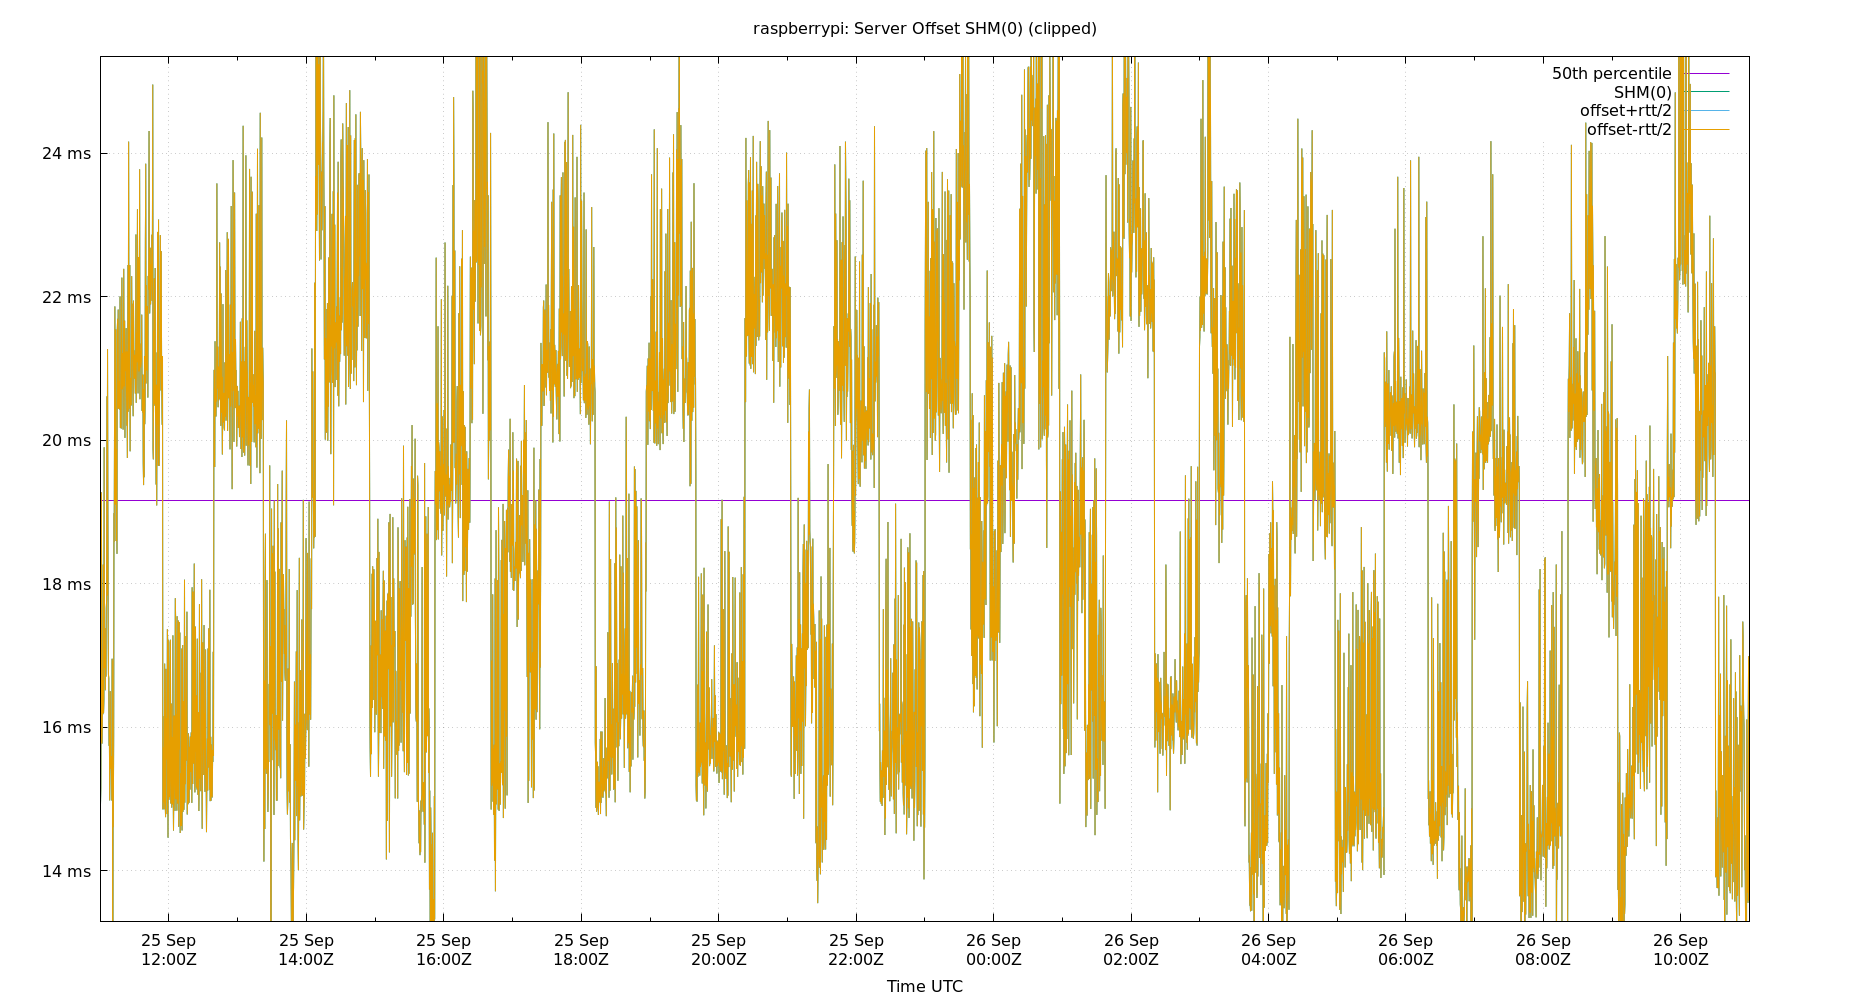 raspberrypi: Server Offset SHM(0) (clipped)
50th percentile
SHM(0)
offset+rtt/2
offset-rtt/2
24 ms
22 ms
20 ms
18 ms
16 ms
14 ms
25 Sep 25 Sep 25 Sep 25 Sep 25 Sep 25 Sep 26 Sep 26 Sep 26 Sep 26 Sep 26 Sep 26 Sep
12:00Z 14:00Z 16:00Z 18:00Z 20:00Z 22:00Z 00:00Z 02:00Z 04:00Z 06:00Z 08:00Z 10:00Z
Time UTC